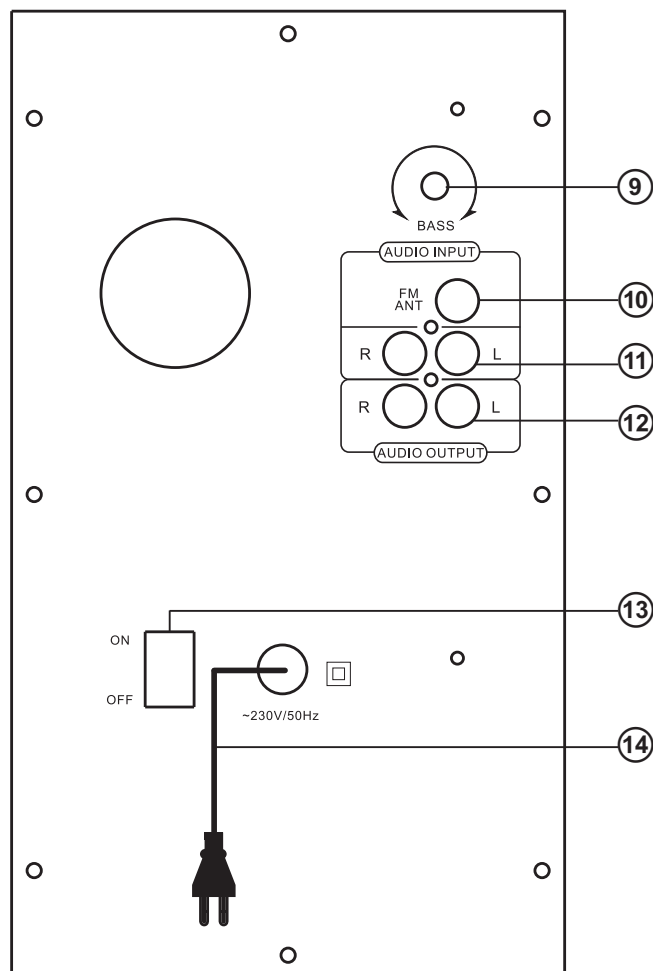 9
BASS
AUDIO INPUT
FM
ANT
10
R L
11
R L
12
AUDIO OUTPUT
13
ON
OFF
~230V/50Hz
14